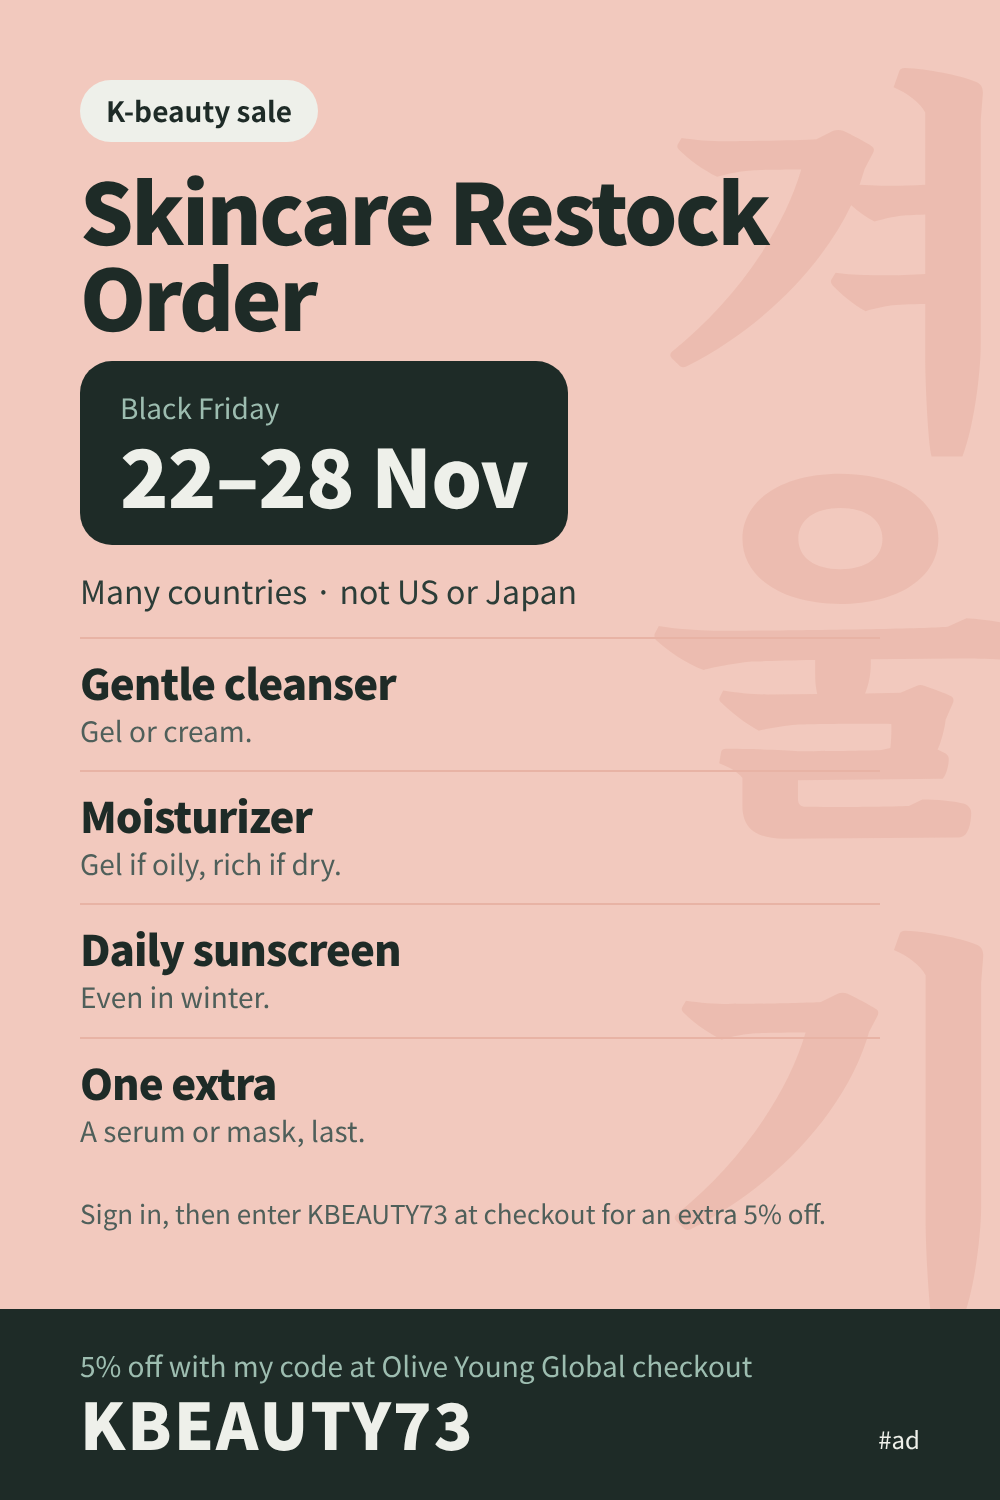 K-beauty sale
Skincare Restock
Order
Black Friday
22–28 Nov
Many countries · not US or Japan
Gentle cleanser
Gel or cream.
Moisturizer
Gel if oily, rich if dry.
Daily sunscreen
Even in winter.
One extra
A serum or mask, last.
Sign in, then enter KBEAUTY73 at checkout for an extra 5% off.
5% off with my code at Olive Young Global checkout
KBEAUTY73
#ad
겨
울
기